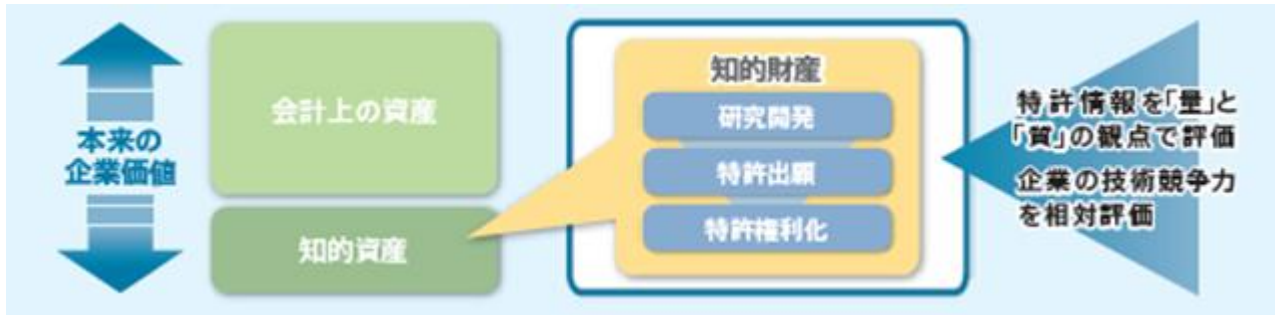 本来の
企業価値
会計上の資産
知的資産
知的財産
研究開発
特許出願
特許権利化
特許情報を「量」と
「質」の観点で評価
企業の技術競争力
を相対評価